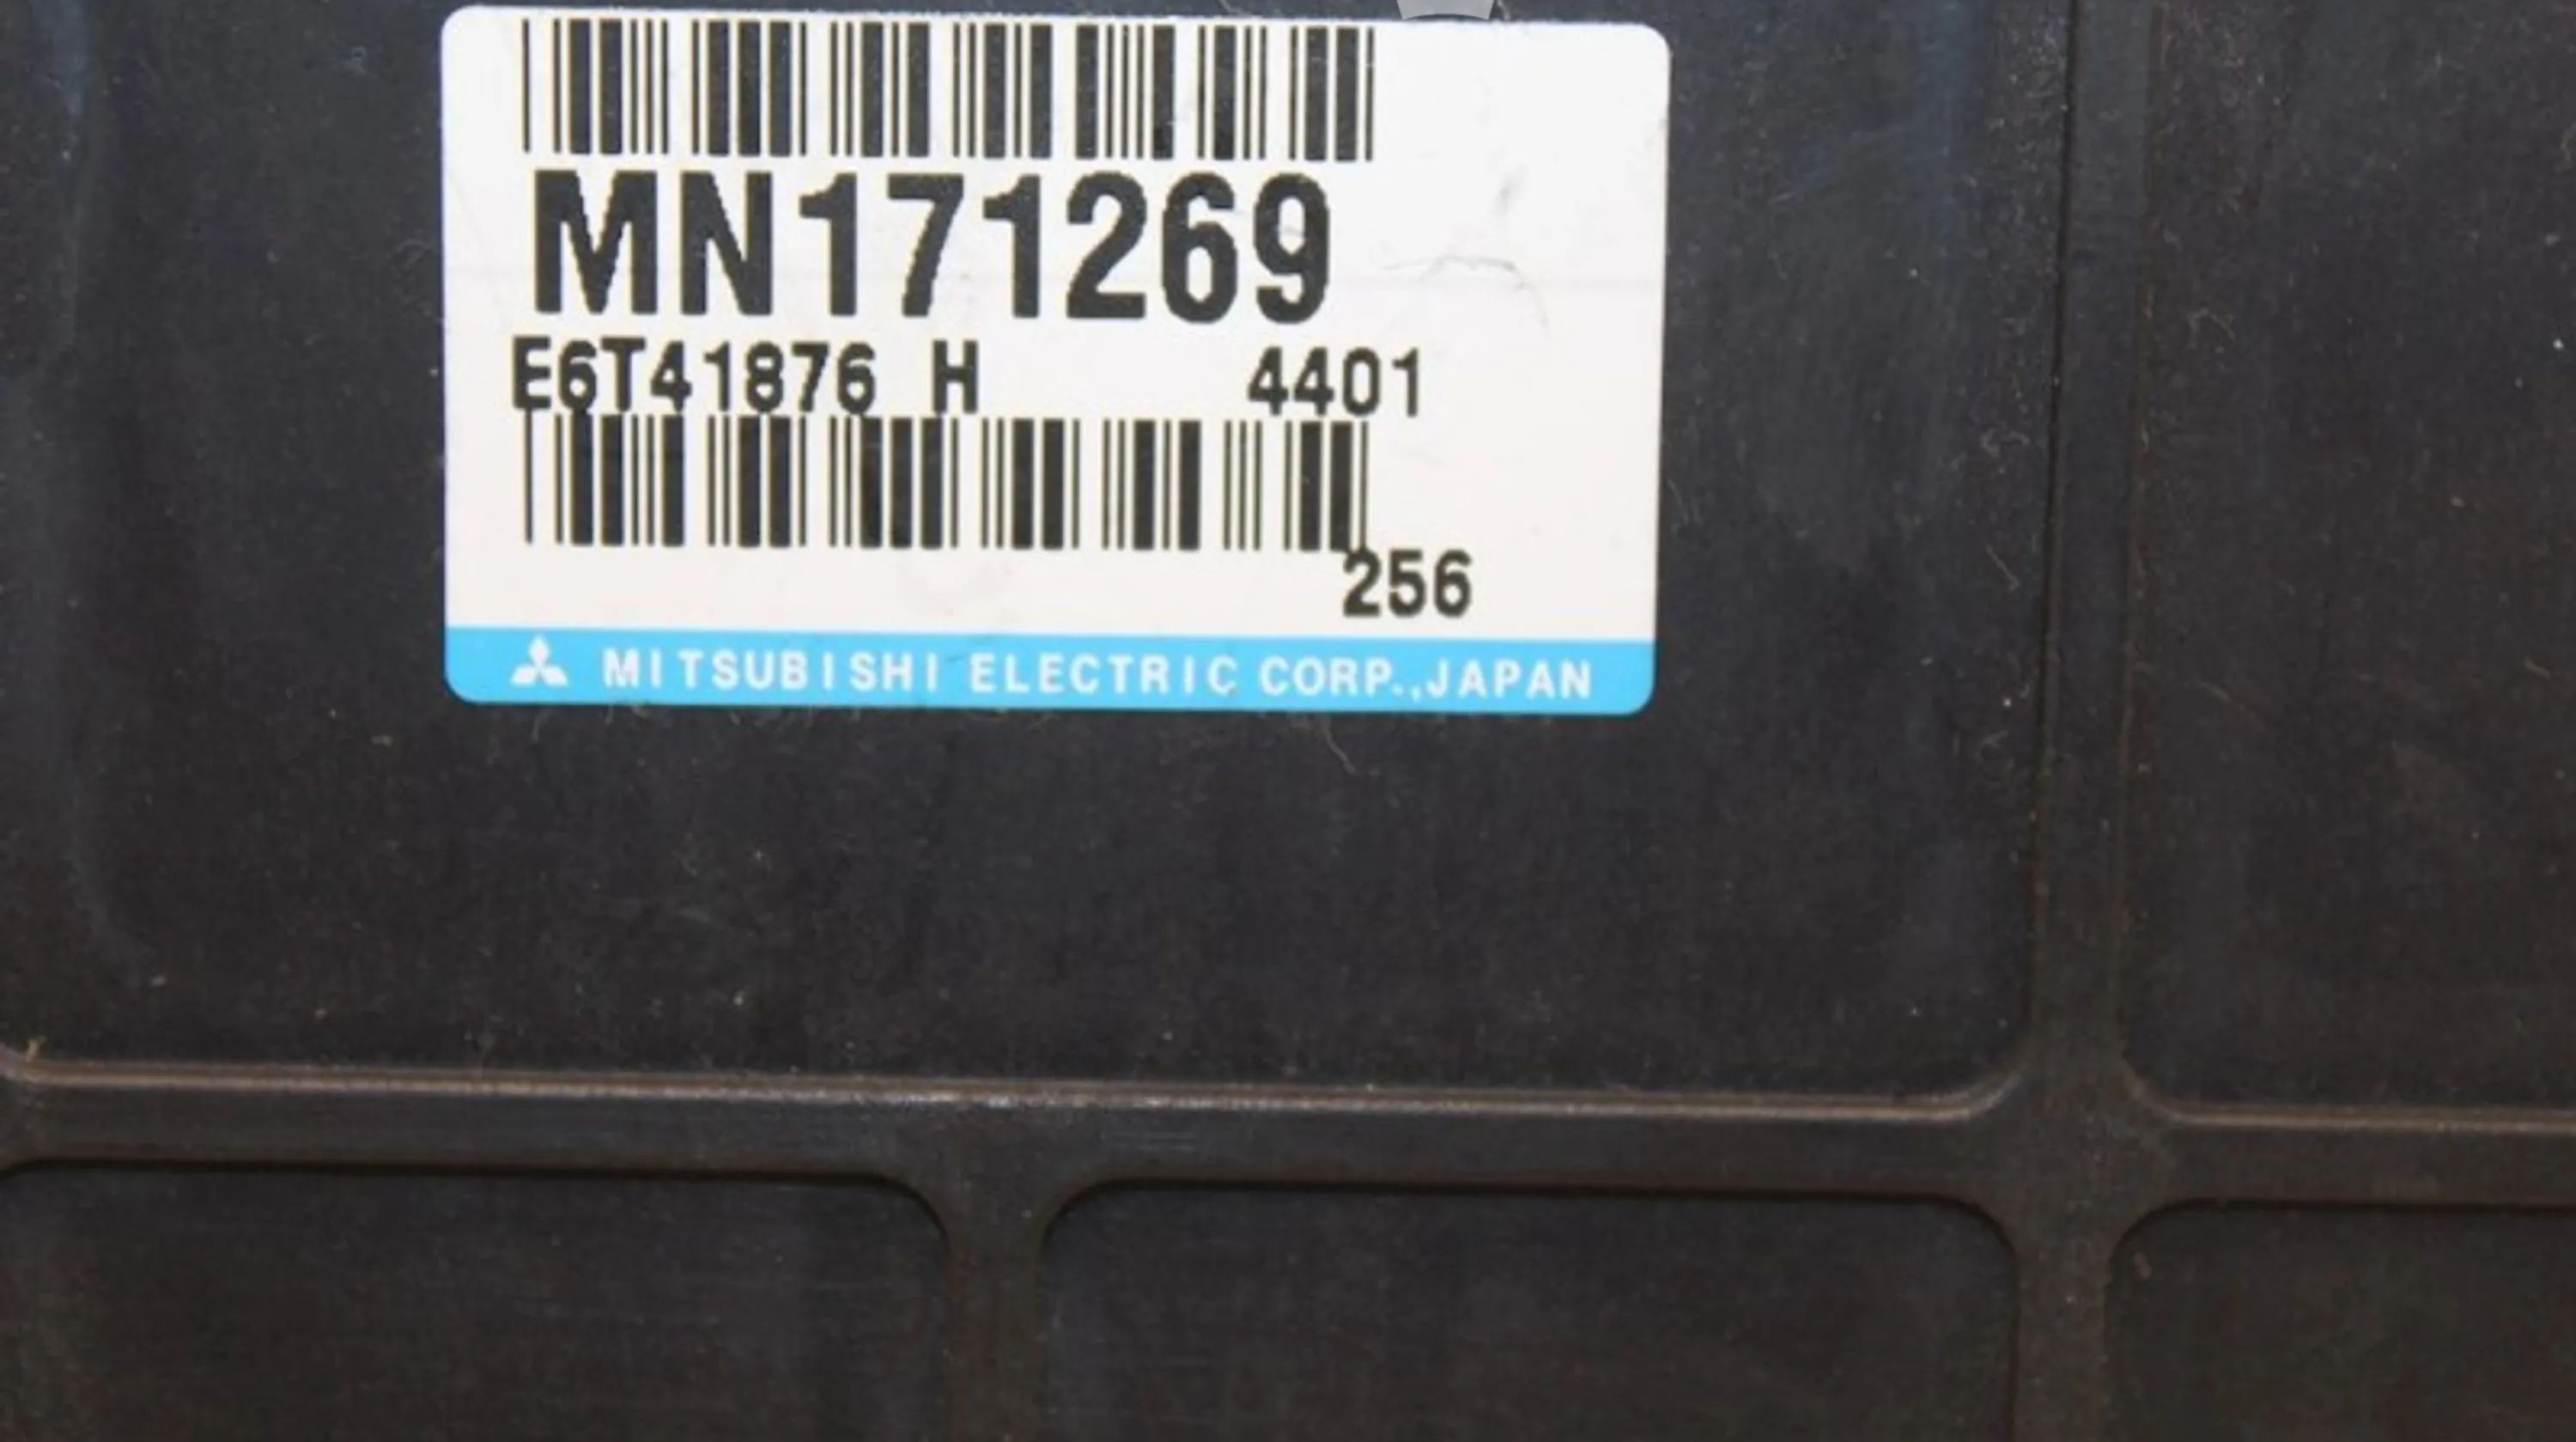 MN171269
E6T41876 H 4401
256
MITSUBISHI ELECTRIC CORP.,JAPAN